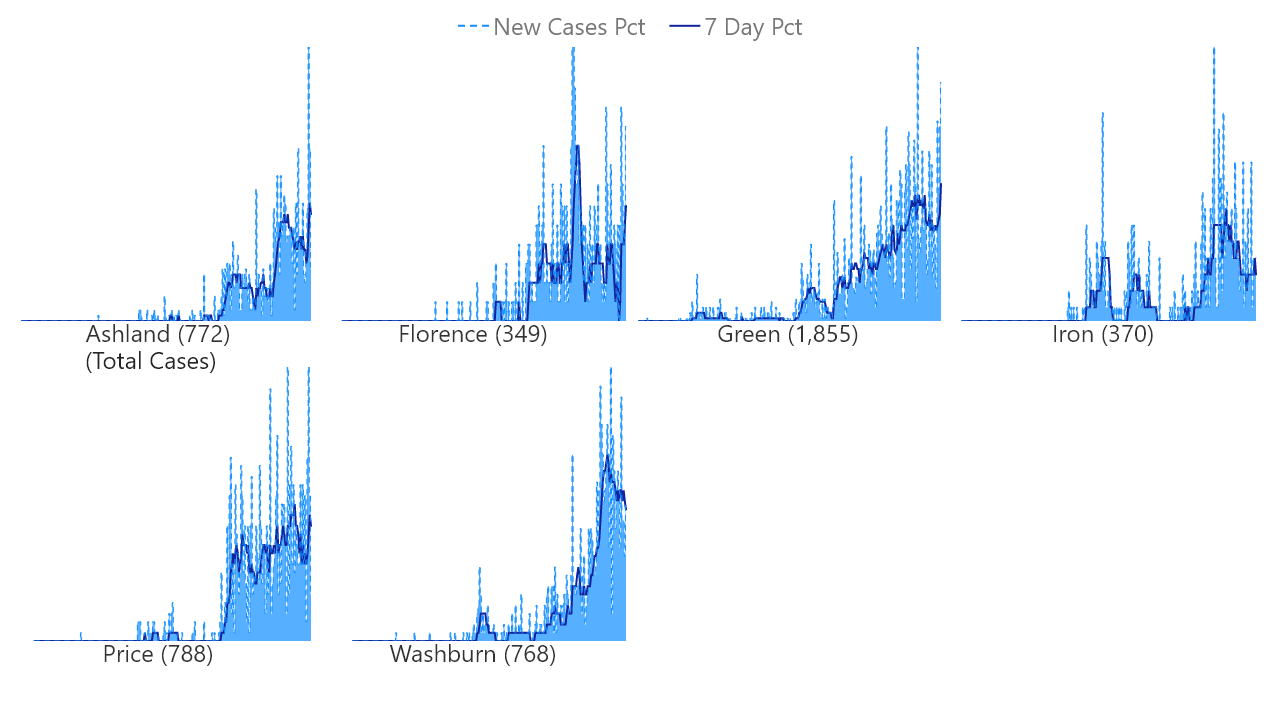 New Cases Pct 7 Day Pct
Ashland (772)
(Total Cases)
Florence (349)
Green (1,855)
Iron (370)
Price (788)
Washburn (768)